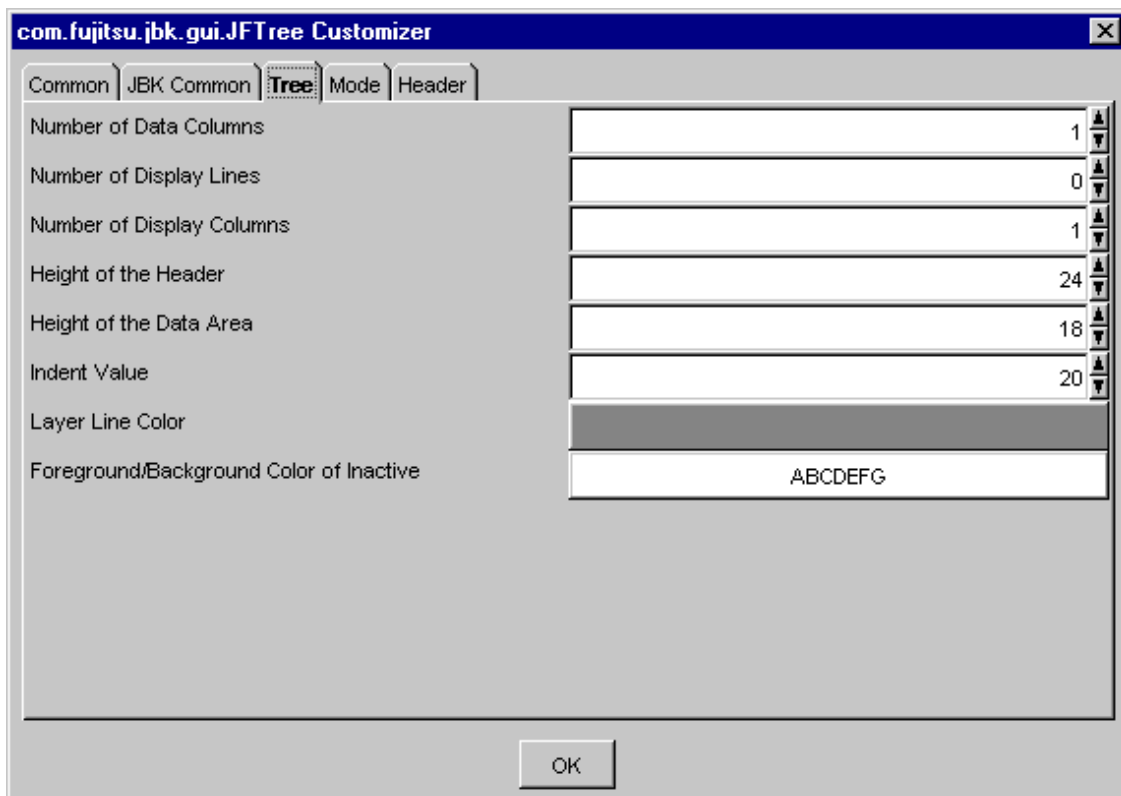 com.fujitsu.jbk.gui.JFTree Customizer
Common JBK Common Tree Mode Header
Number of Data Columns 1
Number of Display Lines 0
Number of Display Columns 1
Height of the Header 24
Height of the Data Area 18
Indent Value 20
Layer Line Color
Foreground/Background Color of Inactive ABCDEFG
OK